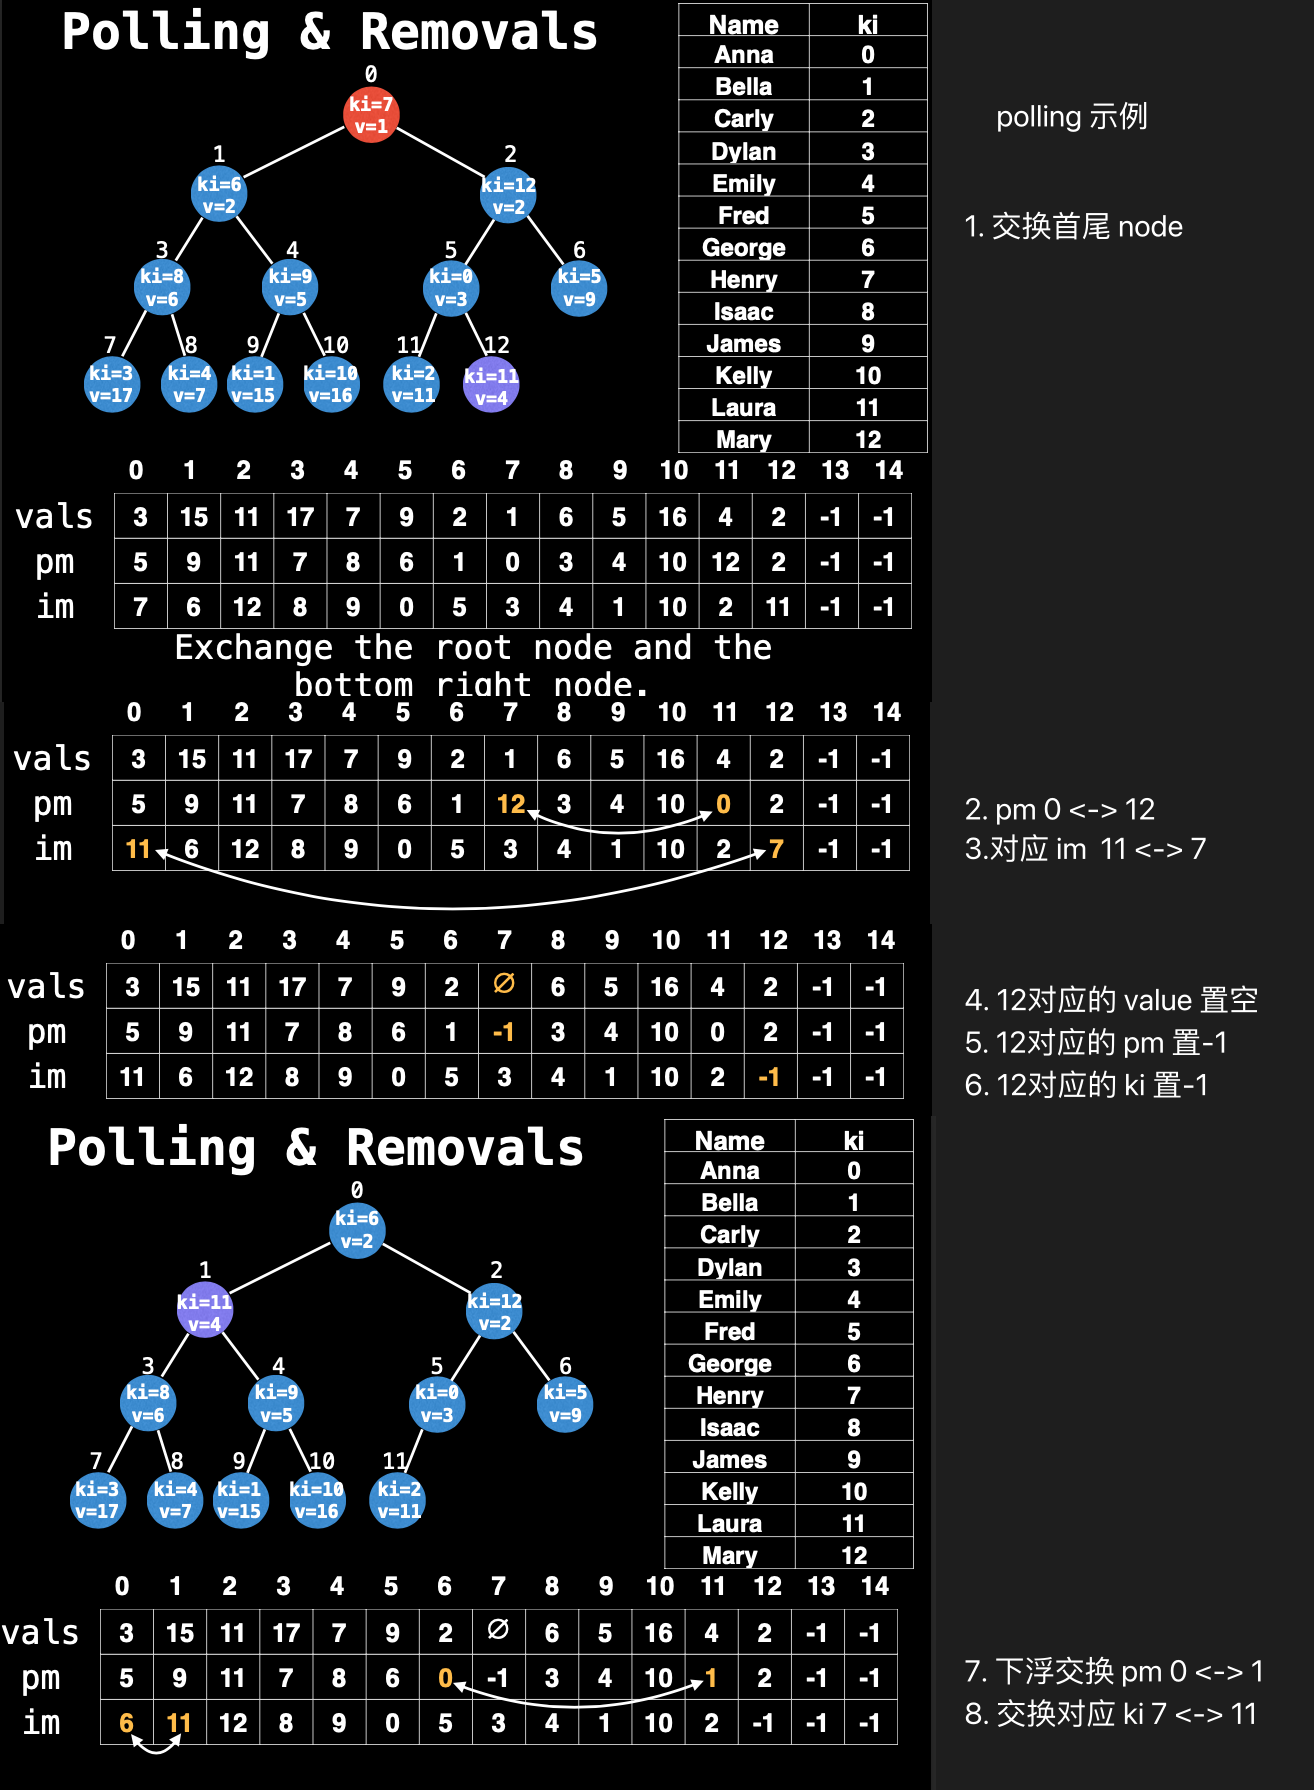 Polling & Removals
0
ki=7
v=1
1
2
ki=6
v=2
ki=12
v=2
3
4
5
6
ki=8
v=6
ki=9
v=5
ki=0
v=3
ki=5
v=9
7
8
9
10
11
12
ki=3
v=17
ki=4
v=7
ki=1
v=15
ki=10
v=16
ki=2
v=11
ki=11
v=4
Name ki
Anna 0
Bella 1
Carly 2
Dylan 3
Emily 4
Fred 5
George 6
Henry 7
Isaac 8
James 9
Kelly 10
Laura 11
Mary 12
polling 示例
1. 交换首尾 node
0 1 2 3 4 5 6 7 8 9 10 11 12 13 14
vals 3 15 11 17 7 9 2 1 6 5 16 4 2 -1 -1
pm 5 9 11 7 8 6 1 0 3 4 10 12 2 -1 -1
im 7 6 12 8 9 0 5 3 4 1 10 2 11 -1 -1
Exchange the root node and the
bottom right node.
0 1 2 3 4 5 6 7 8 9 10 11 12 13 14
vals 3 15 11 17 7 9 2 1 6 5 16 4 2 -1 -1
pm 5 9 11 7 8 6 1 12 3 4 10 0 2 -1 -1
im 11 6 12 8 9 0 5 3 4 1 10 2 7 -1 -1
2. pm 0 <-> 12
3.对应 im 11 <-> 7
0 1 2 3 4 5 6 7 8 9 10 11 12 13 14
vals 3 15 11 17 7 9 2 ∅ 6 5 16 4 2 -1 -1
pm 5 9 11 7 8 6 1 -1 3 4 10 0 2 -1 -1
im 11 6 12 8 9 0 5 3 4 1 10 2 -1 -1 -1
4. 12对应的 value 置空
5. 12对应的 pm 置-1
6. 12对应的 ki 置-1
Polling & Removals
0
ki=6
v=2
1
2
ki=11
v=4
ki=12
v=2
3
4
5
6
ki=8
v=6
ki=9
v=5
ki=0
v=3
ki=5
v=9
7
8
9
10
11
ki=3
v=17
ki=4
v=7
ki=1
v=15
ki=10
v=16
ki=2
v=11
Name ki
Anna 0
Bella 1
Carly 2
Dylan 3
Emily 4
Fred 5
George 6
Henry 7
Isaac 8
James 9
Kelly 10
Laura 11
Mary 12
0 1 2 3 4 5 6 7 8 9 10 11 12 13 14
vals 3 15 11 17 7 9 2 ∅ 6 5 16 4 2 -1 -1
pm 5 9 11 7 8 6 0 -1 3 4 10 1 2 -1 -1
im 6 11 12 8 9 0 5 3 4 1 10 2 -1 -1 -1
7. 下浮交换 pm 0 <-> 1
8. 交换对应 ki 7 <-> 11